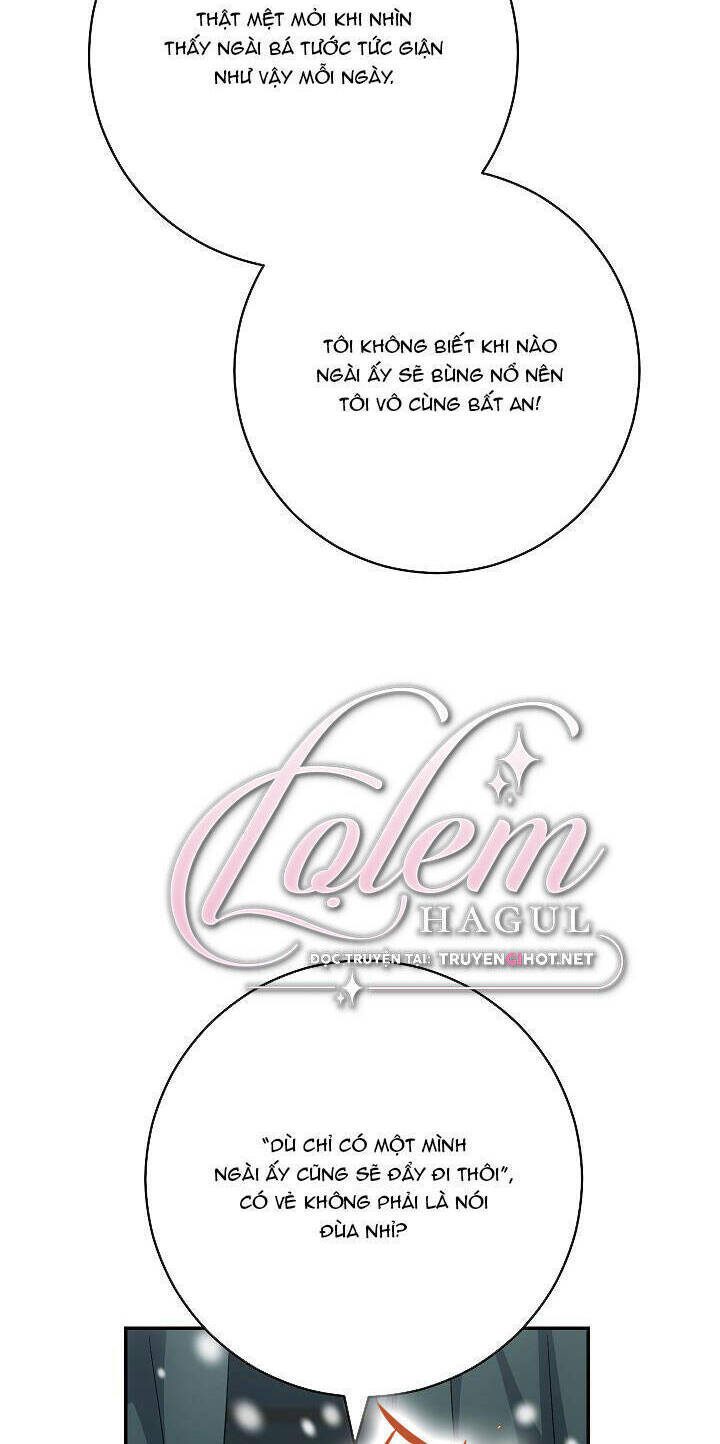 THẬT MỆT MỎI KHI NHÌN
THẤY NGÀI BÁ TƯỚC TỨC GIẬN
NHƯ VẬY MỖI NGÀY.
TÔI KHÔNG BIẾT KHI NÀO
NGÀI ẤY SẼ BÙNG NỔ NÊN
TÔI VÔ CÙNG BẤT AN!
Lọlem
HAGUL
ĐỌC TRUYỆN TẠI: TRUYENGIHOT.NET
"DÙ CHỈ CÓ MỘT MÌNH
NGÀI ẤY CŨNG SẼ ĐẨY ĐI THÔI",
CÓ VẺ KHÔNG PHẢI LÀ NÓI
ĐÙA NHỈ?